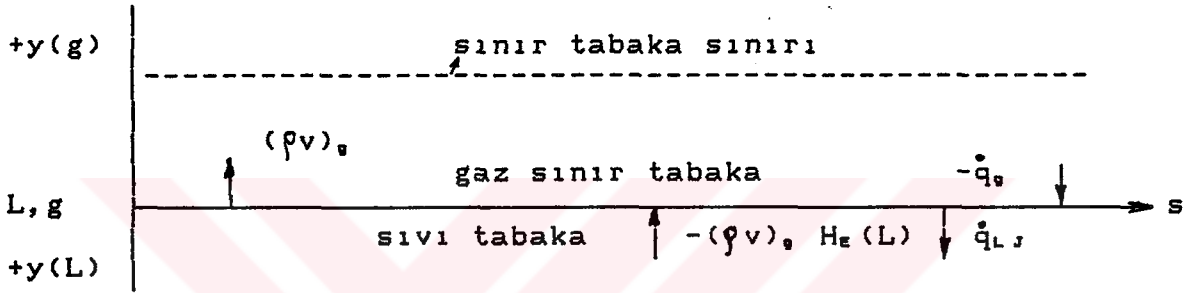 +y(g)
sınır tabaka sınırı
(ρv)g
gaz sınır tabaka
-q̇g
L,g
s
sıvı tabaka
-(ρv)g HE(L)
q̇LJ
+y(L)